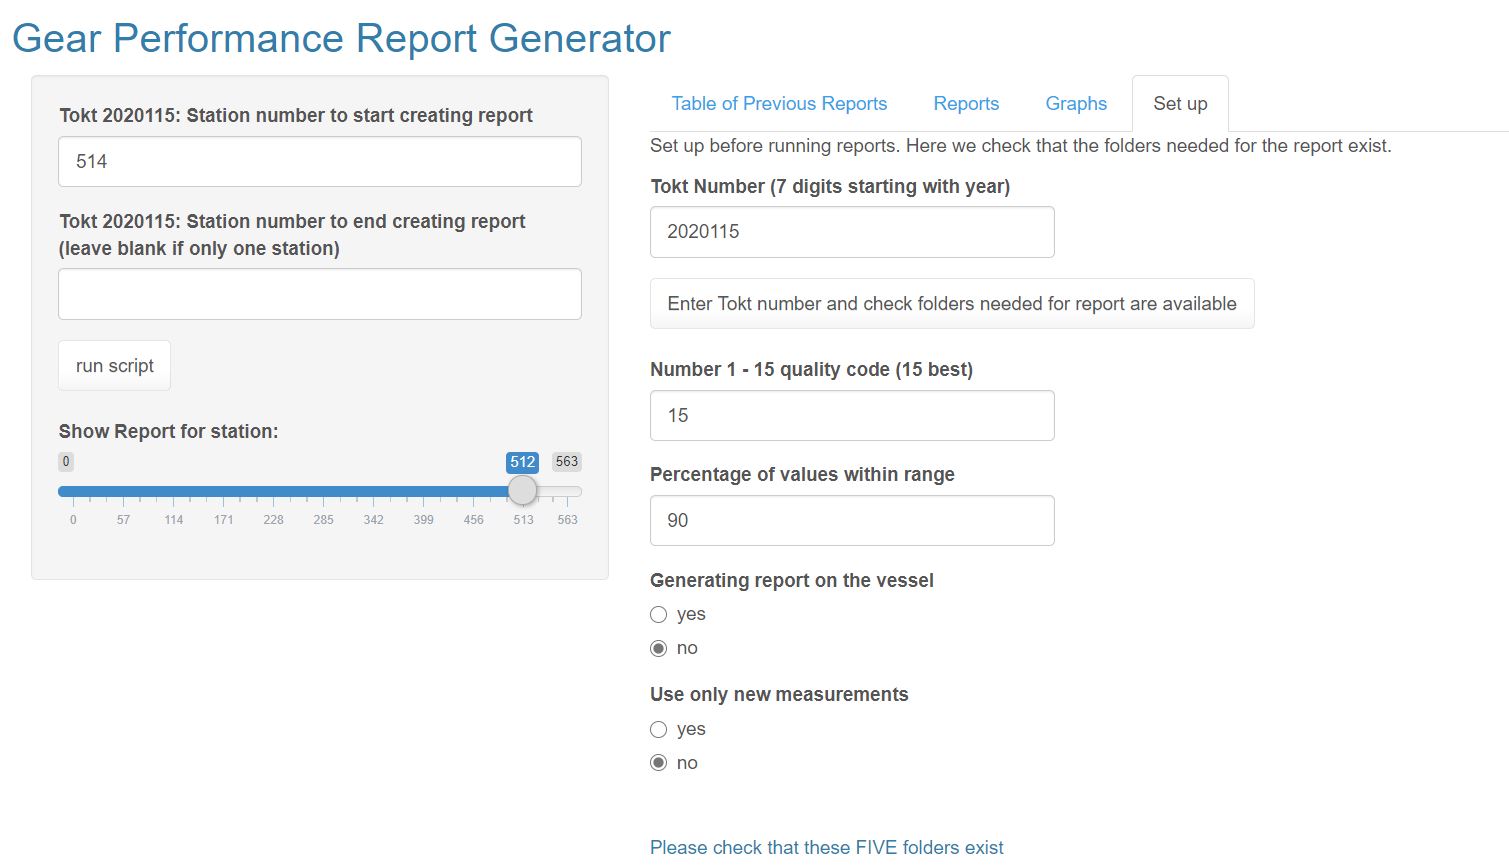 Gear Performance Report Generator
Tokt 2020115: Station number to start creating report
514
Tokt 2020115: Station number to end creating report
(leave blank if only one station)
run script
Show Report for station:
0 512 563
0 57 114 171 228 285 342 399 456 513 563
Table of Previous Reports Reports Graphs Set up
Set up before running reports. Here we check that the folders needed for the report exist.
Tokt Number (7 digits starting with year)
2020115
Enter Tokt number and check folders needed for report are available
Number 1 - 15 quality code (15 best)
15
Percentage of values within range
90
Generating report on the vessel
yes
no
Use only new measurements
yes
no
Please check that these FIVE folders exist